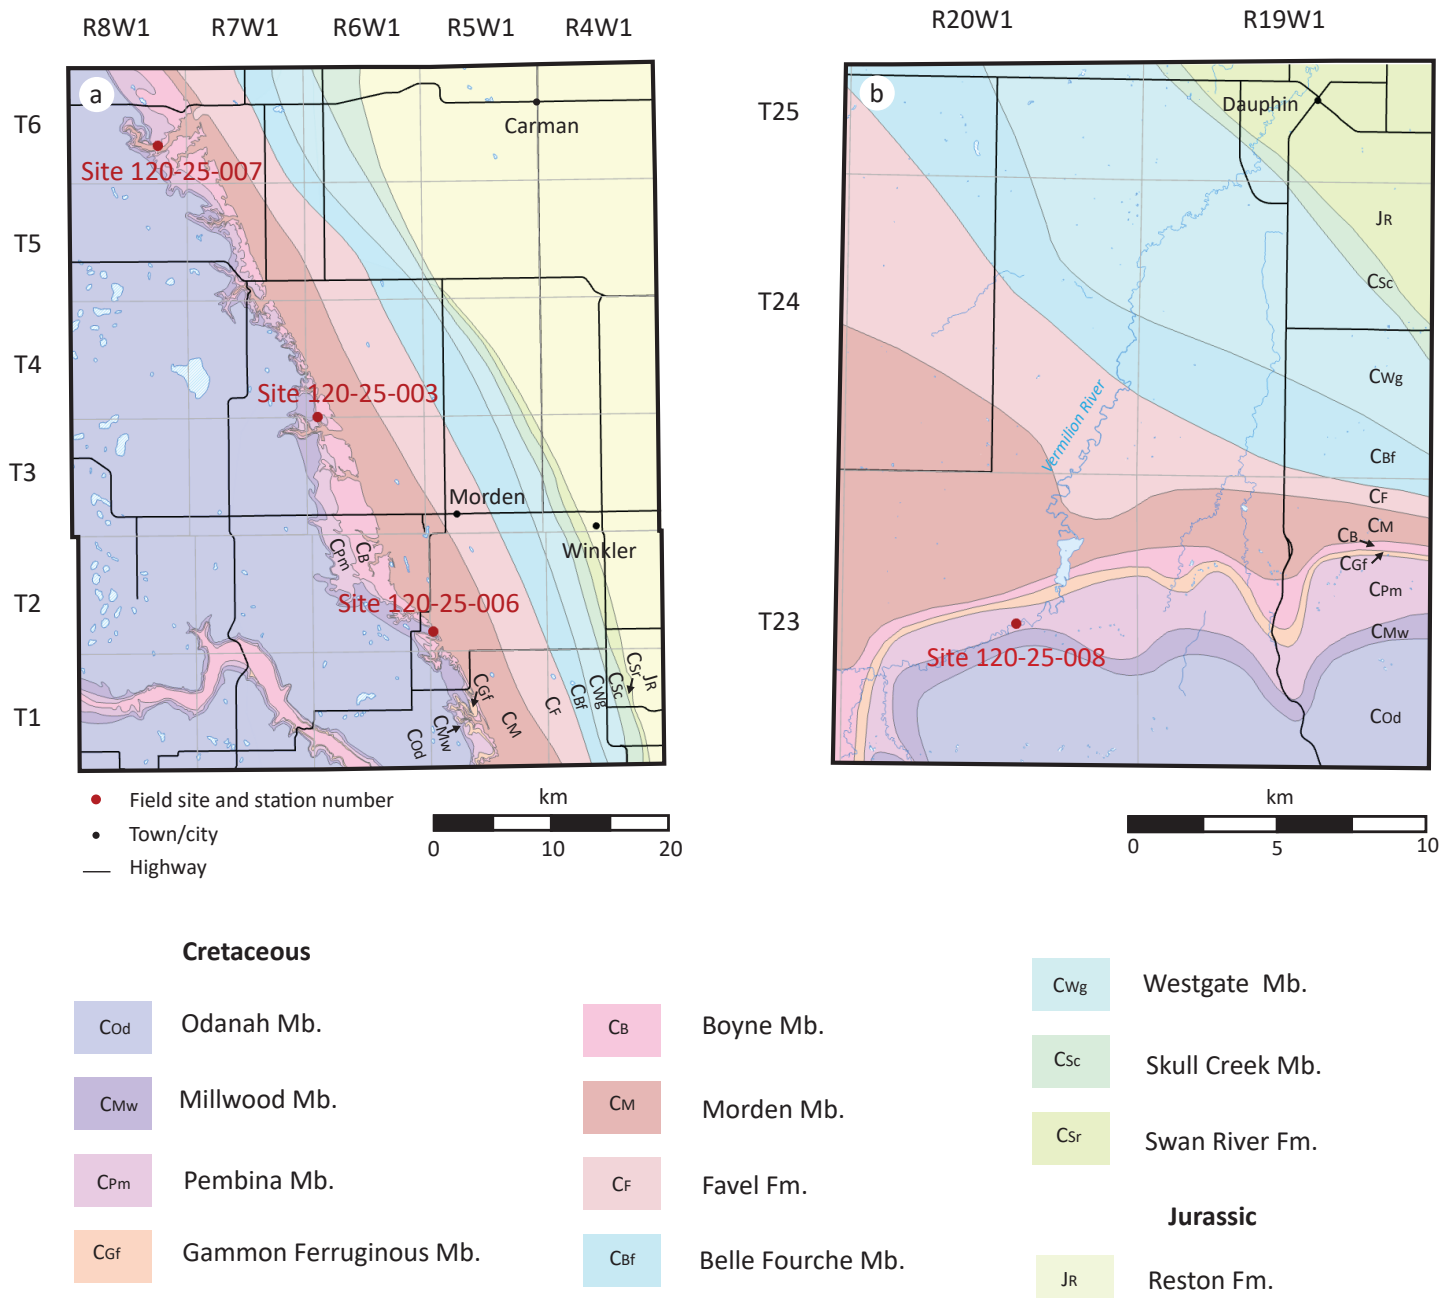 R8W1 R7W1 R6W1 R5W1 R4W1
R20W1 R19W1
a
T6
T5
T4
T3
T2
T1
Carman
Site 120-25-007
Site 120-25-003
Morden
Winkler
CPm
CB
Site 120-25-006
CGf
CMw
COd
CM
CF
CBf
CWg
CSc
CSr
JR
b
T25
T24
T23
Dauphin
JR
CSc
CWg
Vermilion River
CBf
CF
CM
CB
CGf
CPm
CMw
COd
Site 120-25-008
Field site and station number
Town/city
Highway
km
0 10 20
km
0 5 10
Cretaceous
COd Odanah Mb.
CMw Millwood Mb.
CPm Pembina Mb.
CGf Gammon Ferruginous Mb.
CB Boyne Mb.
CM Morden Mb.
CF Favel Fm.
CBf Belle Fourche Mb.
CWg Westgate Mb.
CSc Skull Creek Mb.
CSr Swan River Fm.
Jurassic
JR Reston Fm.